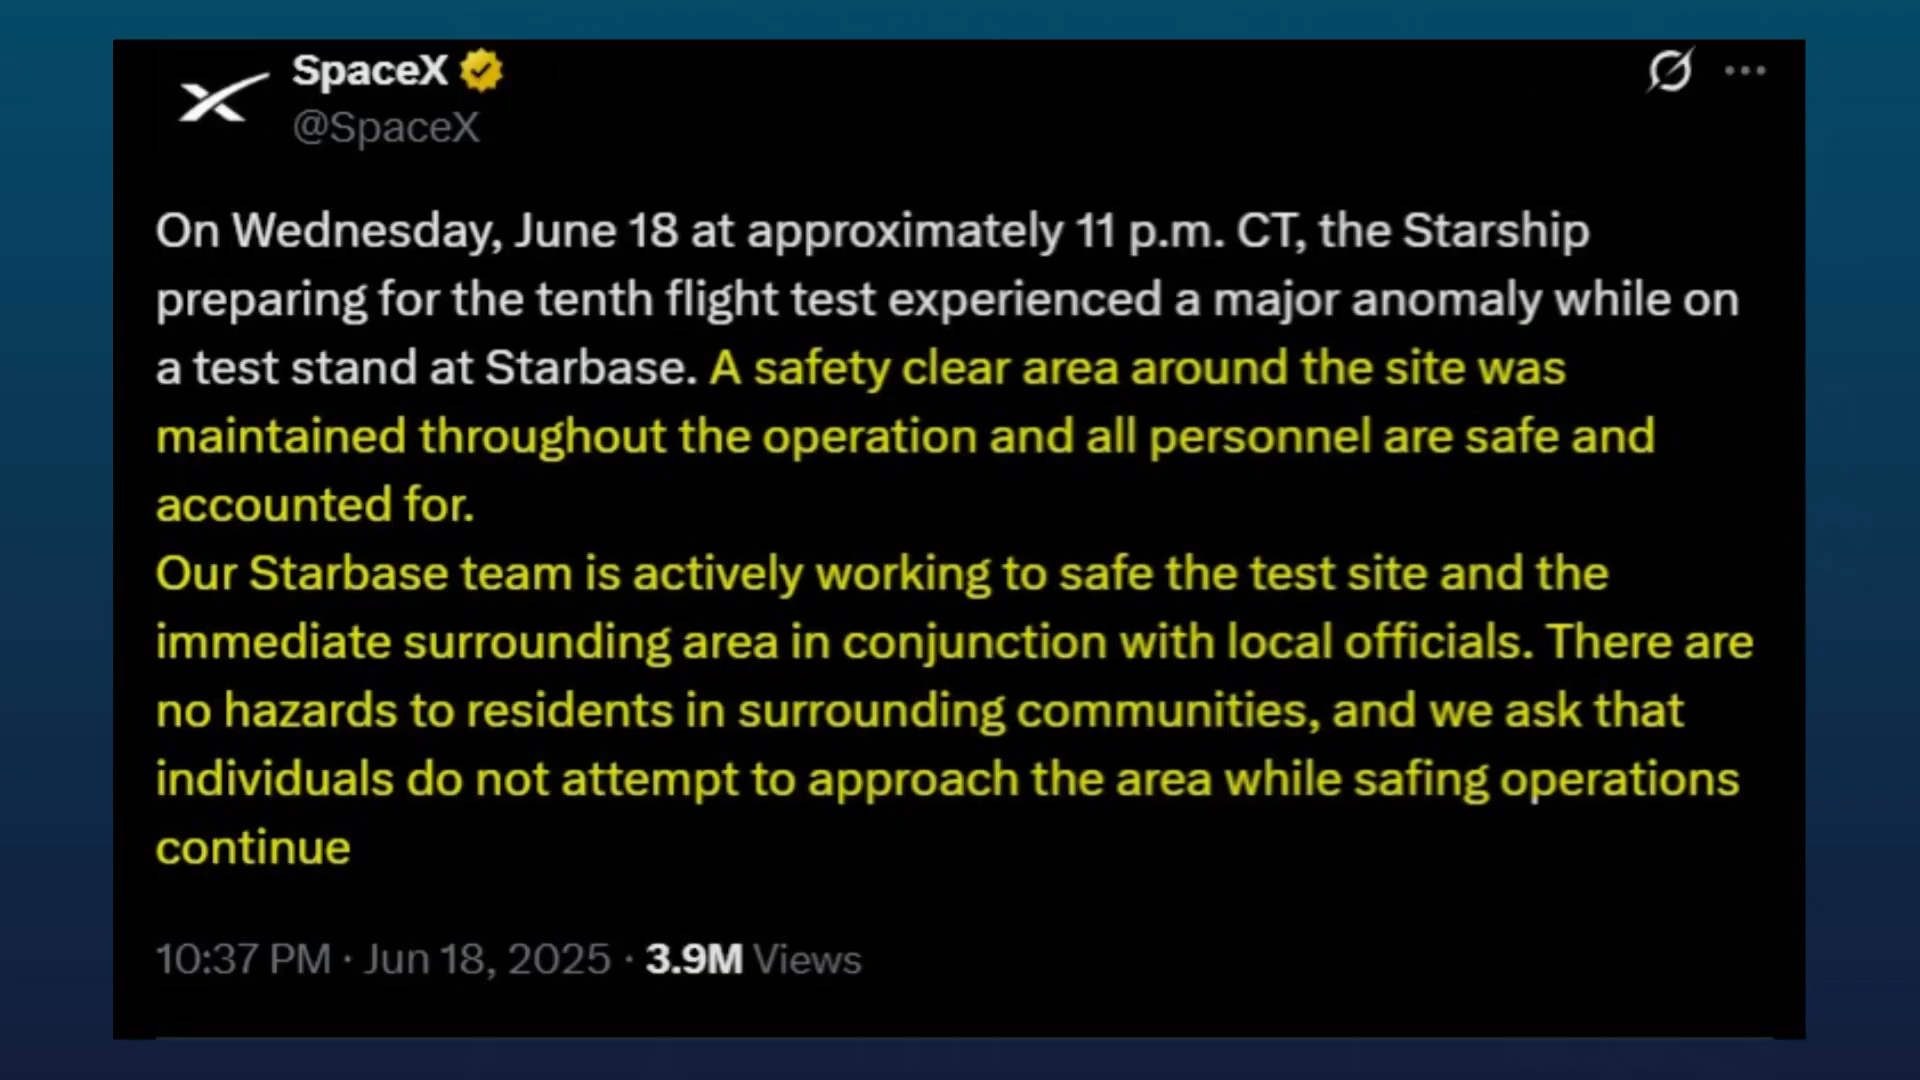 SpaceX
@SpaceX
On Wednesday, June 18 at approximately 11 p.m. CT, the Starship
preparing for the tenth flight test experienced a major anomaly while on
a test stand at Starbase. A safety clear area around the site was
maintained throughout the operation and all personnel are safe and
accounted for.
Our Starbase team is actively working to safe the test site and the
immediate surrounding area in conjunction with local officials. There are
no hazards to residents in surrounding communities, and we ask that
individuals do not attempt to approach the area while safing operations
continue
10:37 PM · Jun 18, 2025 · 3.9M Views